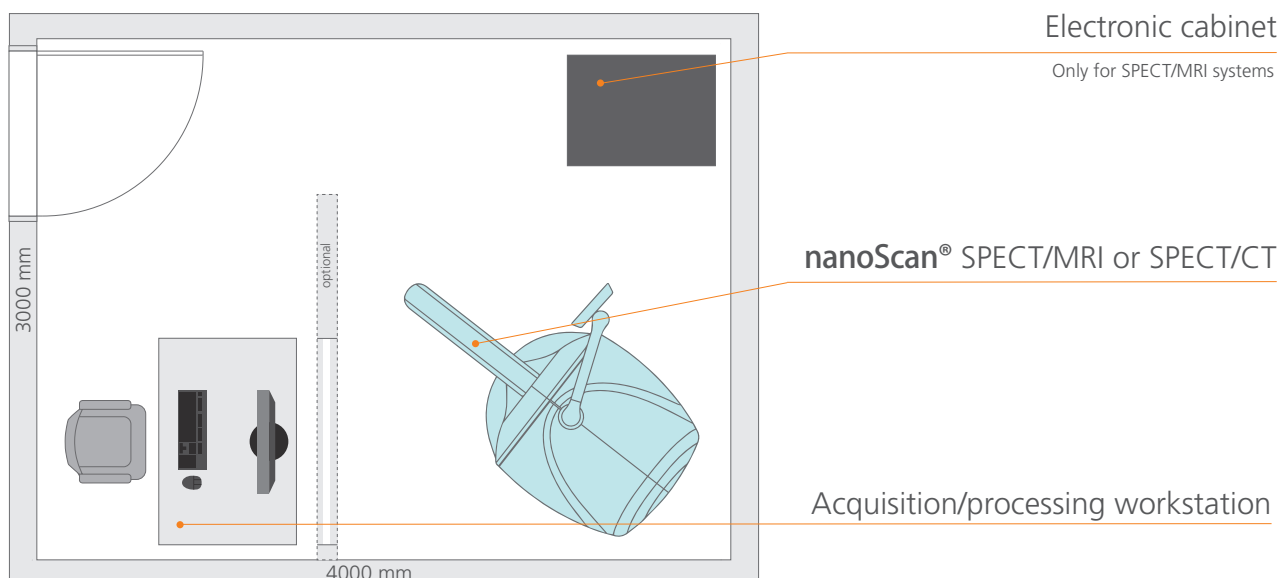 Electronic cabinet
Only for SPECT/MRI systems
optional
nanoScan® SPECT/MRI or SPECT/CT
3000 mm
Acquisition/processing workstation
4000 mm